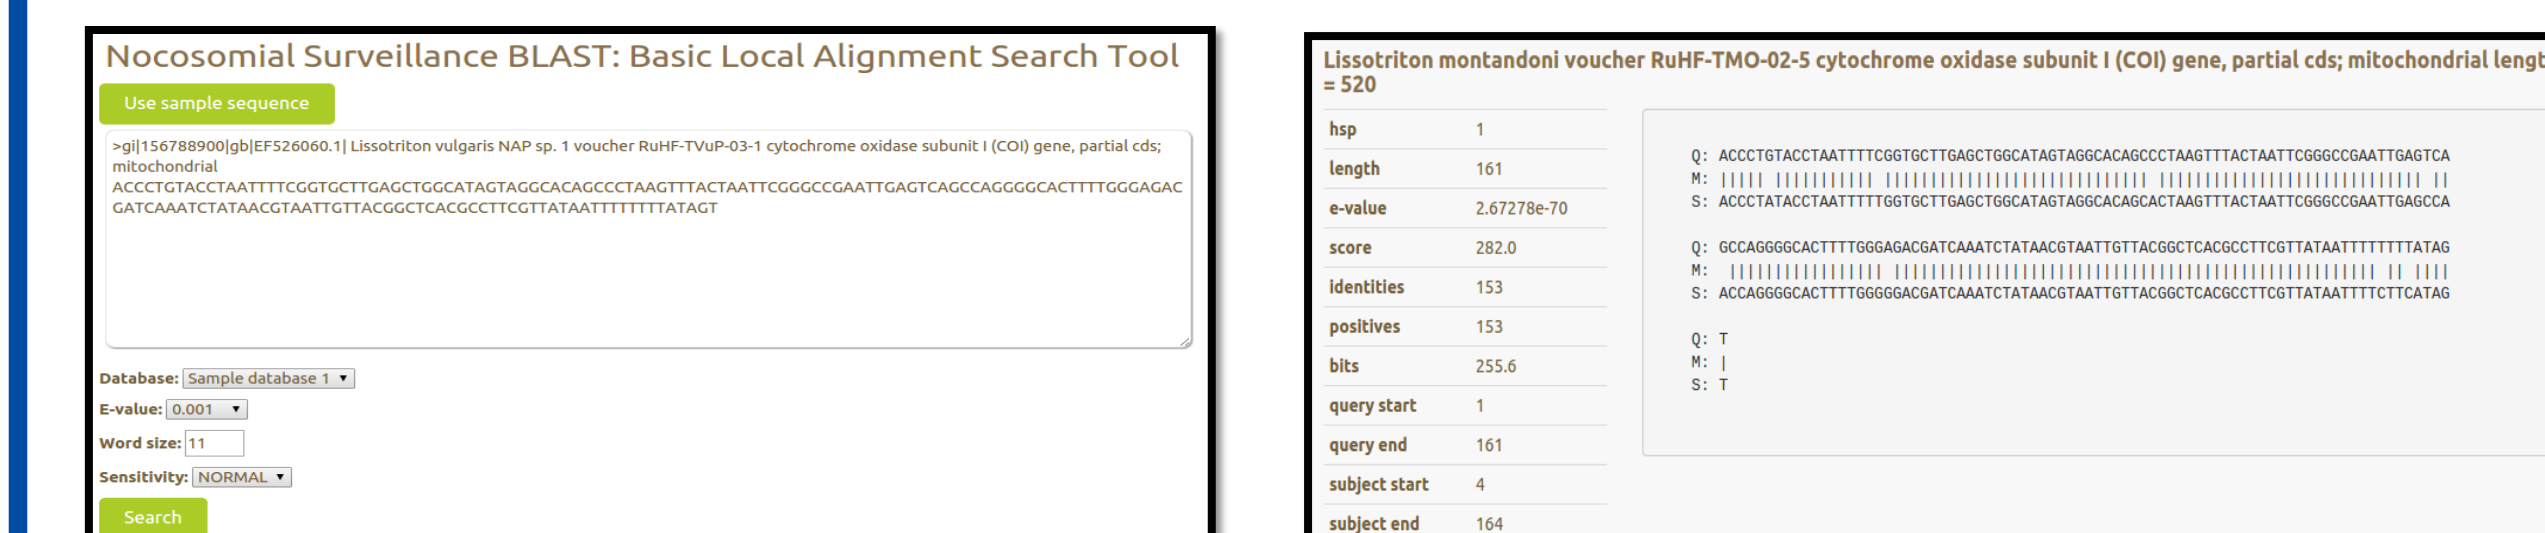 Nocosomial Surveillance BLAST: Basic Local Alignment Search Tool
Use sample sequence
>gi|156788900|gb|EF526060.1| Lissotriton vulgaris NAP sp. 1 voucher RuHF-TVuP-03-1 cytochrome oxidase subunit I (COI) gene, partial cds;
mitochondrial
ACCCTGTACCTAATTTTCGGTGCTTGAGCTGGCATAGTAGGCACAGCCCTAAGTTTACTAATTCGGGCCGAATTGAGTCAGCCAGGGGCACTTTTGGGAGAC
GATCAAATCTATAACGTAATTGTTACGGCTCACGCCTTCGTTATAATTTTTTTTATAGT
Database: Sample database 1
E-value: 0.001
Word size: 11
Sensitivity: NORMAL
Search
Lissotriton montandoni voucher RuHF-TMO-02-5 cytochrome oxidase subunit I (COI) gene, partial cds; mitochondrial lengt
= 520
hsp 1
length 161
e-value 2.67278e-70
score 282.0
identities 153
positives 153
bits 255.6
query start 1
query end 161
subject start 4
subject end 164
Q: ACCCTGTACCTAATTTTCGGTGCTTGAGCTGGCATAGTAGGCACAGCCCTAAGTTTACTAATTCGGGCCGAATTGAGTCA
M: ||||| ||||||||||| ||||||||||||||||||||||||||||| ||||||||||||||||||||||||||||| ||
S: ACCCTATACCTAATTTTTGGTGCTTGAGCTGGCATAGTAGGCACAGCACTAAGTTTACTAATTCGGGCCGAATTGAGCCA
Q: GCCAGGGGCACTTTTGGGAGACGATCAAATCTATAACGTAATTGTTACGGCTCACGCCTTCGTTATAATTTTTTTTATAG
M:  ||||||||||||||||| ||||||||||||||||||||||||||||||||||||||||||||||||||||| || ||||
S: ACCAGGGGCACTTTTGGGGGACGATCAAATCTATAACGTAATTGTTACGGCTCACGCCTTCGTTATAATTTTCTTCATAG
Q: T
M: |
S: T